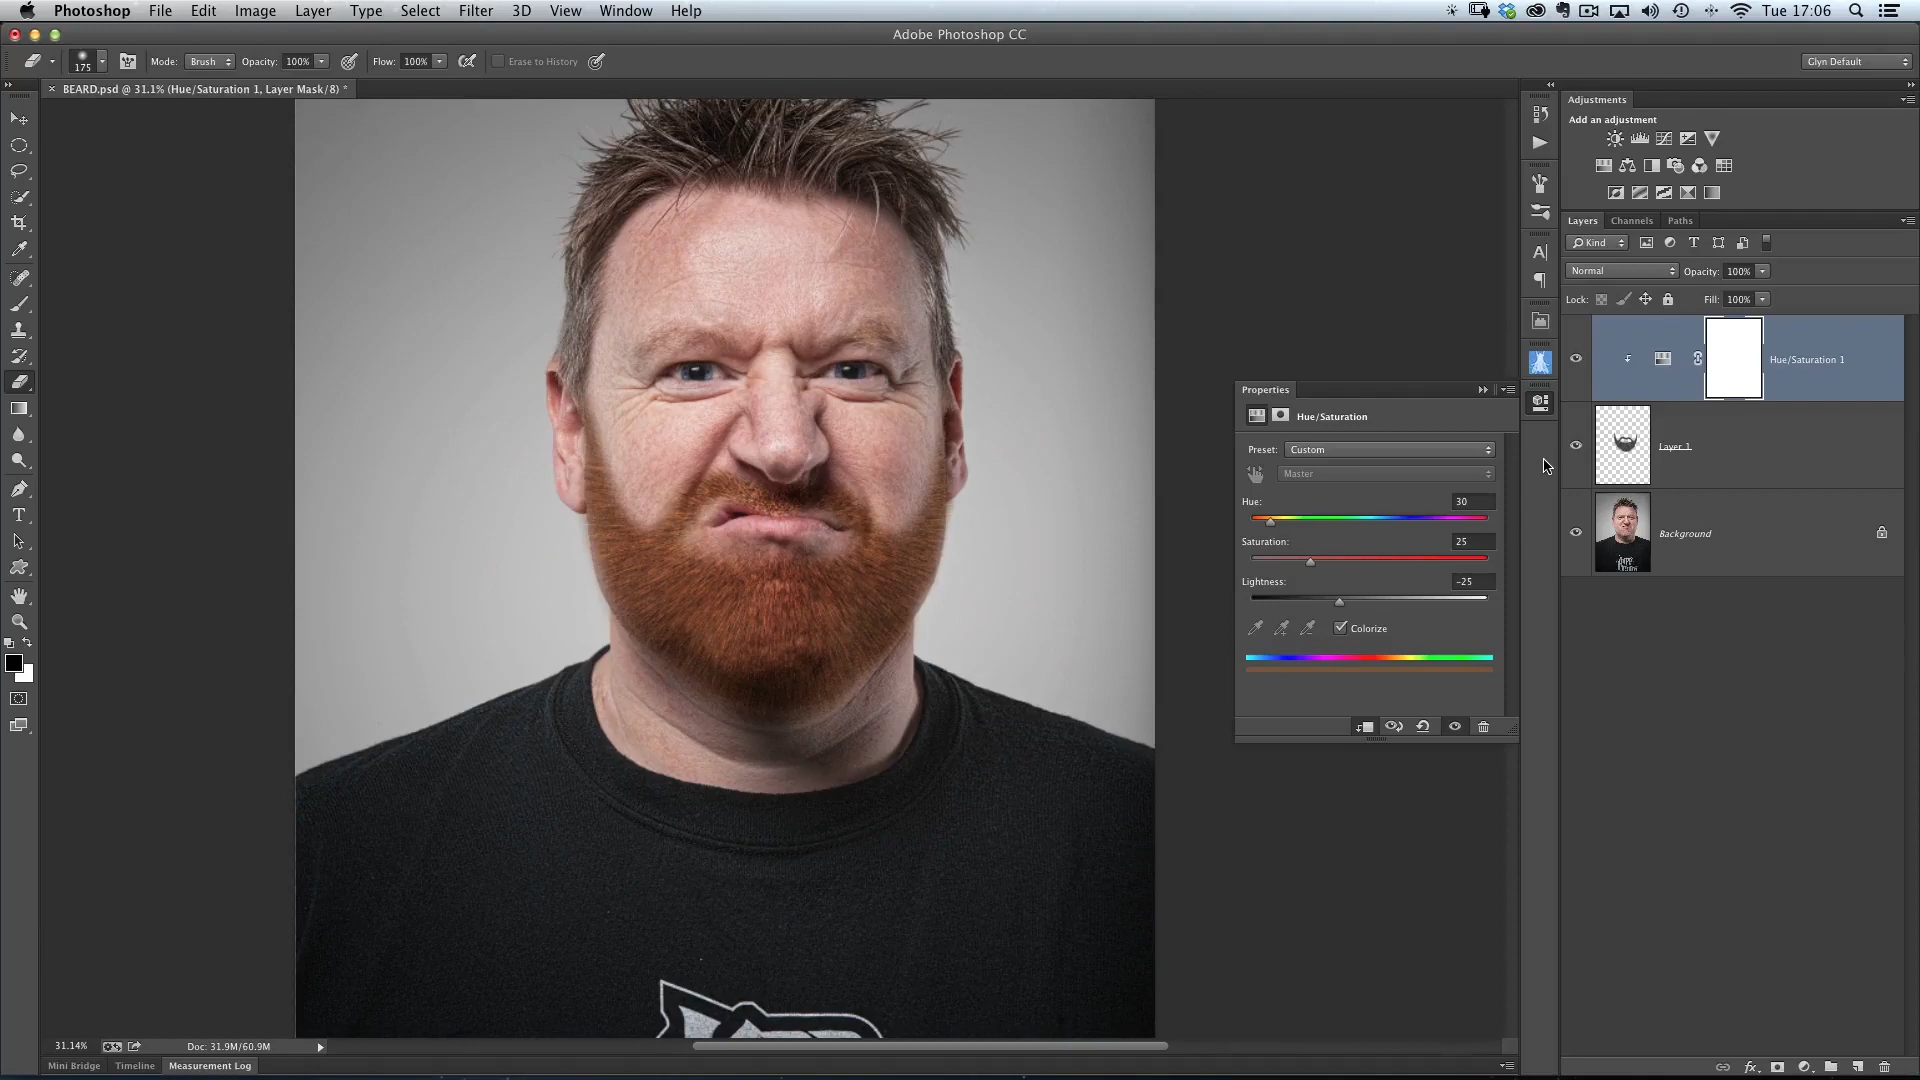 Photoshop File Edit Image Layer Type Select Filter 3D View Window Help Tue 17:06
Adobe Photoshop CC
175 Mode: Brush Opacity: 100% Flow: 100% Erase to History Glyn Default
× BEARD.psd @ 31.1% (Hue/Saturation 1, Layer Mask/8) *
Adjustments
Add an adjustment
Layers Channels Paths
Kind
Normal Opacity: 100%
Lock: Fill: 100%
Hue/Saturation 1
Layer 1
Background
Properties
Hue/Saturation
Preset: Custom
Master
Hue: 30
Saturation: 25
Lightness: -25
Colorize
31.14% Doc: 31.9M/60.9M
Mini Bridge Timeline Measurement Log